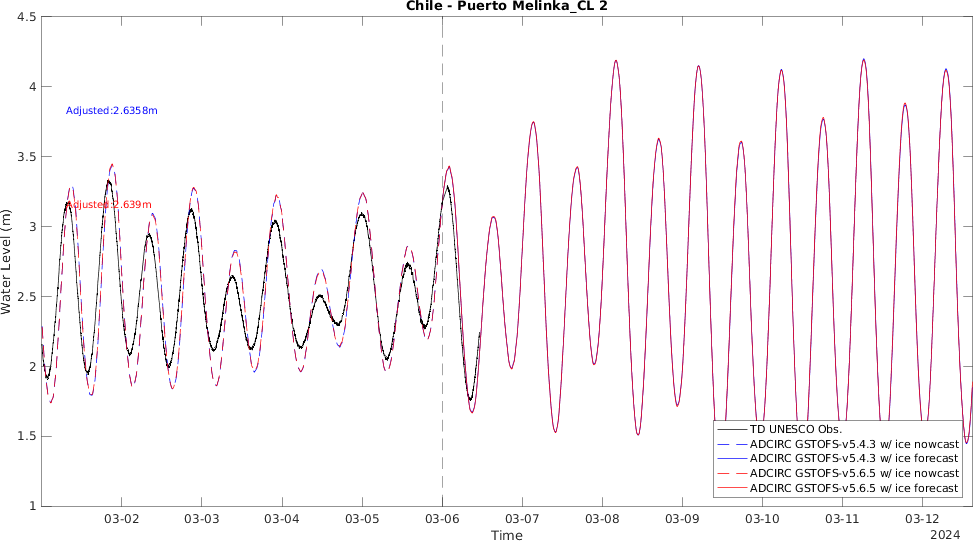 Chile - Puerto Melinka_CL 2
4.5
4
3.5
3
2.5
2
1.5
1
Water Level (m)
Adjusted:2.6358m
Adjusted:2.639m
TD UNESCO Obs.
ADCIRC GSTOFS-v5.4.3 w/ ice nowcast
ADCIRC GSTOFS-v5.4.3 w/ ice forecast
ADCIRC GSTOFS-v5.6.5 w/ ice nowcast
ADCIRC GSTOFS-v5.6.5 w/ ice forecast
03-02 03-03 03-04 03-05 03-06 03-07 03-08 03-09 03-10 03-11 03-12
Time
2024